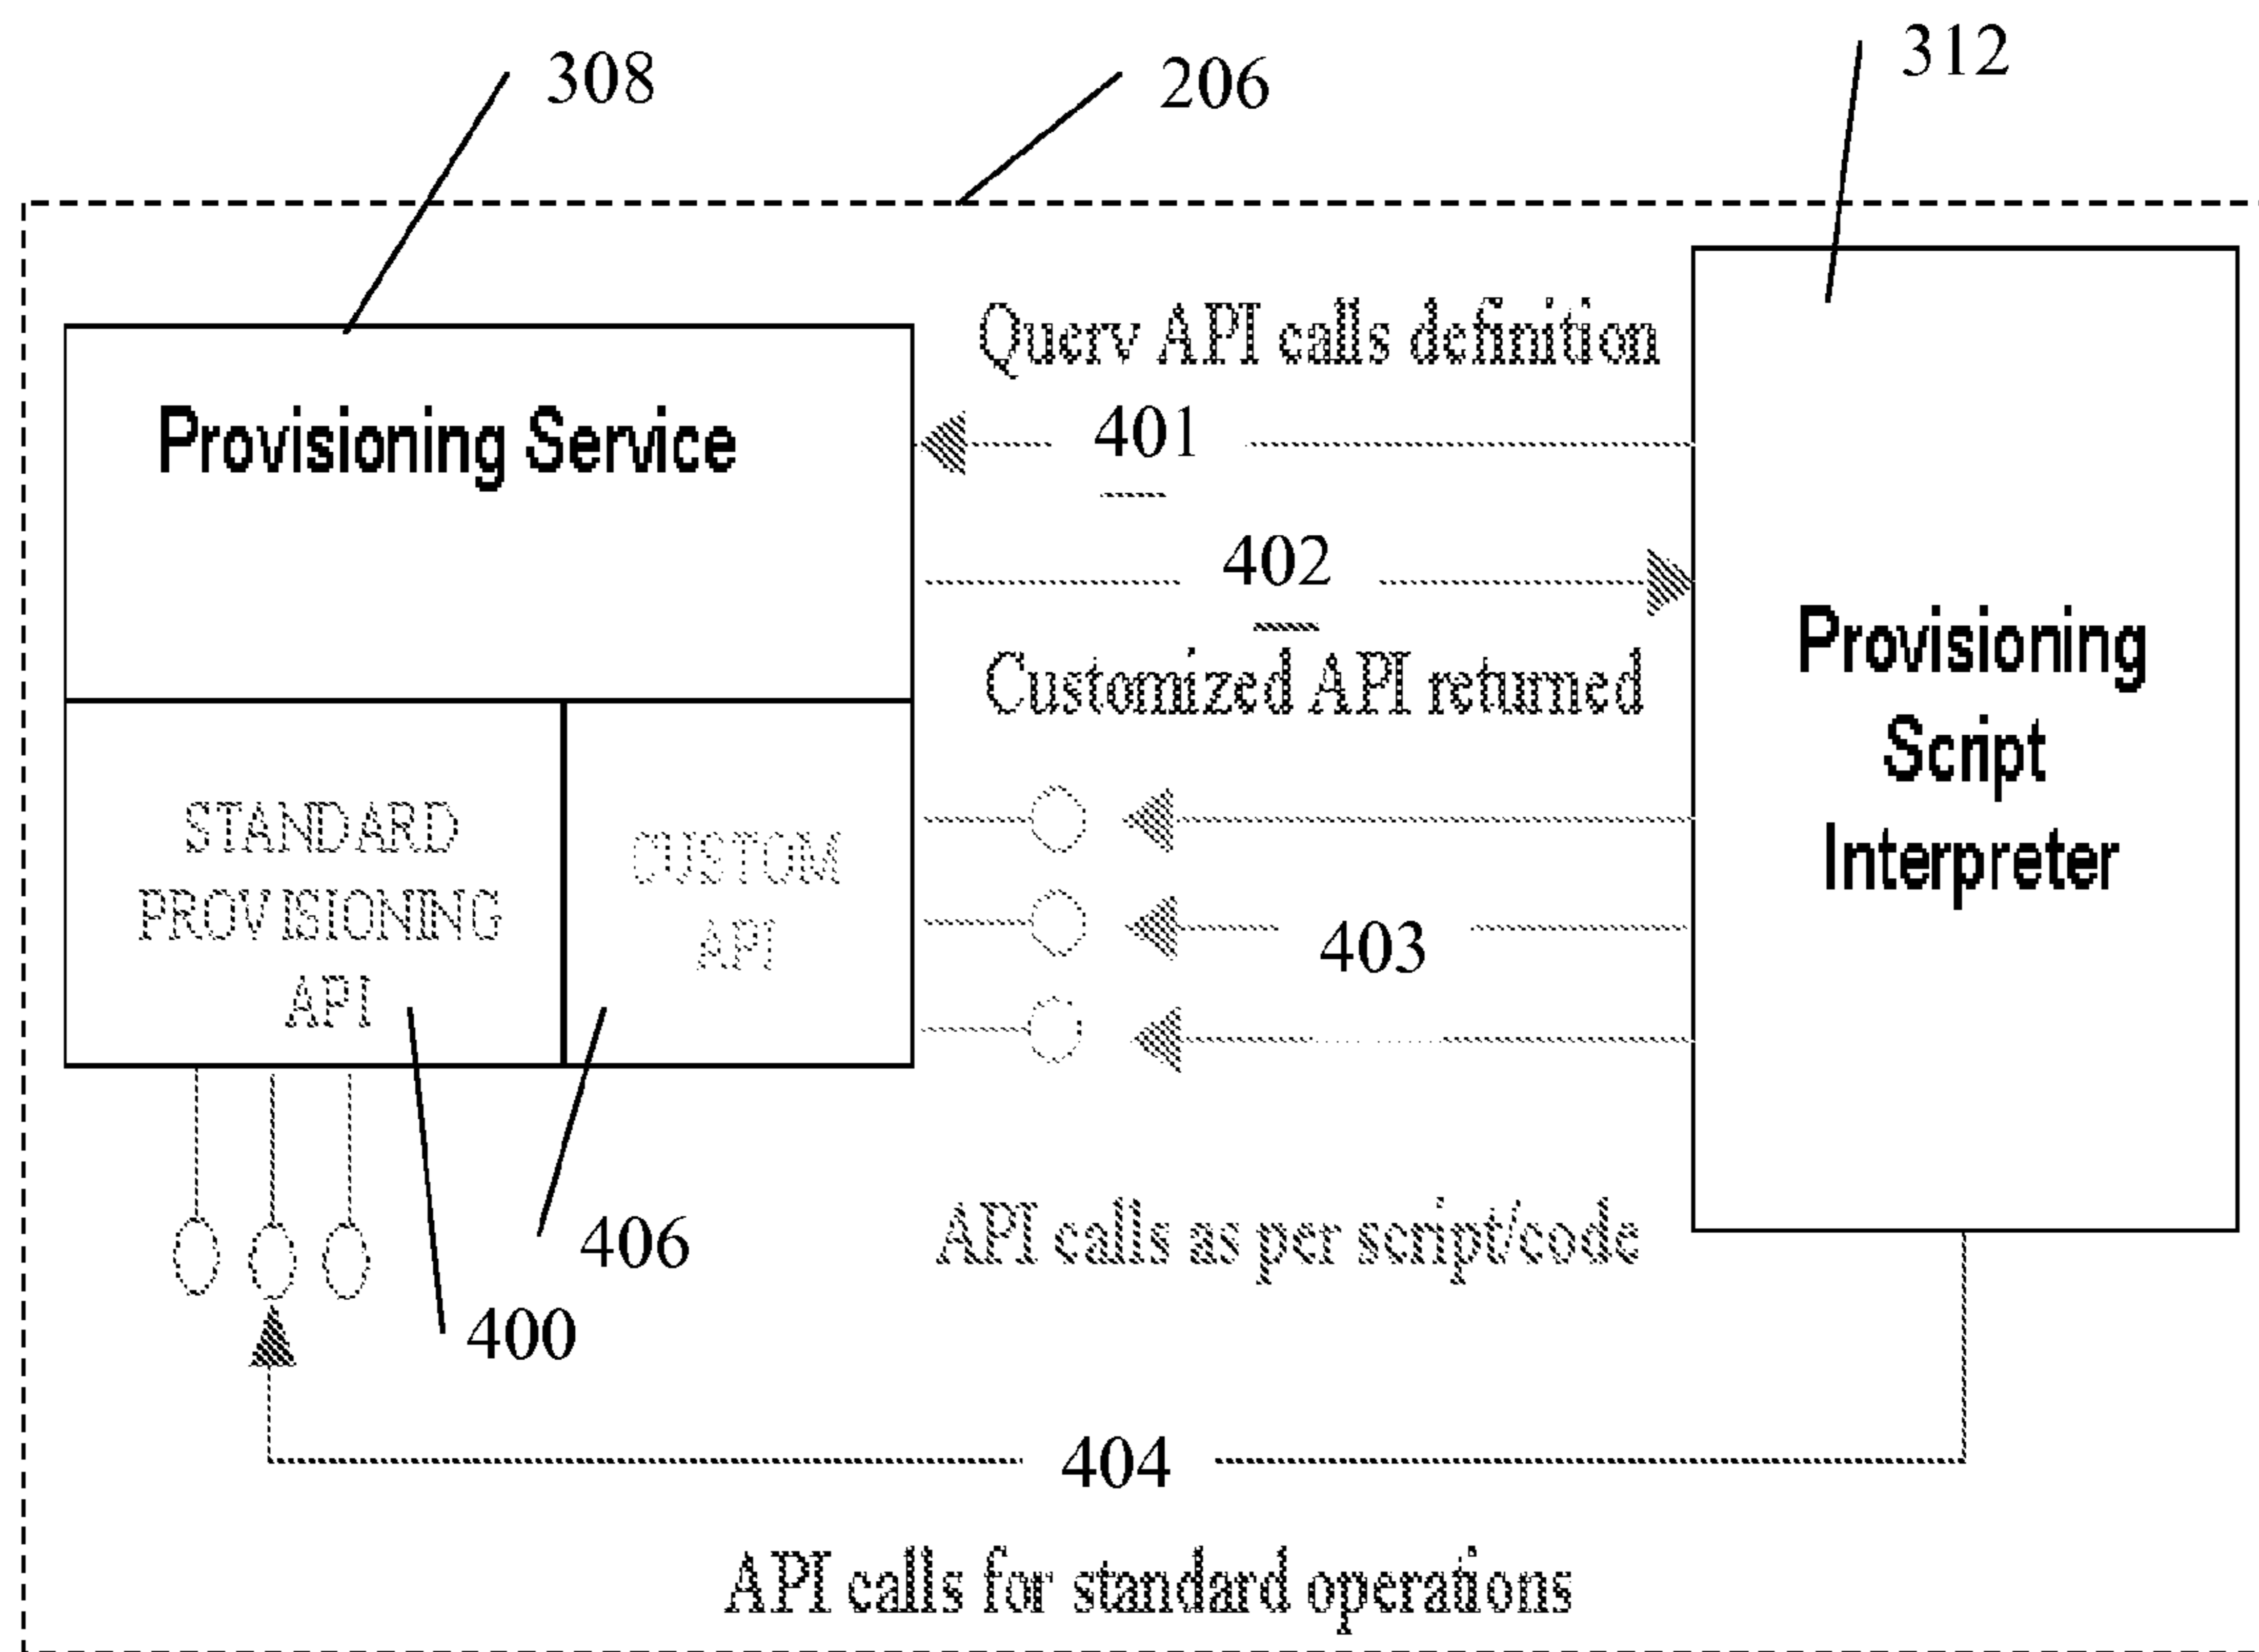 308
206
312
Querv API calls definition
Provisioning Service
401
402
Customized API returned
Provisioning
Script
Interpreter
STANDARD
PROVISIONING
API
CUSTOM
API
403
API calls as per script/code
406
400
404
API calls for standard operations